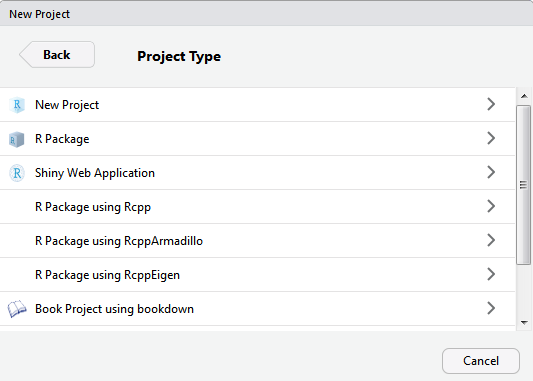 New Project
Back
Project Type
New Project
R Package
Shiny Web Application
R Package using Rcpp
R Package using RcppArmadillo
R Package using RcppEigen
Book Project using bookdown
Cancel